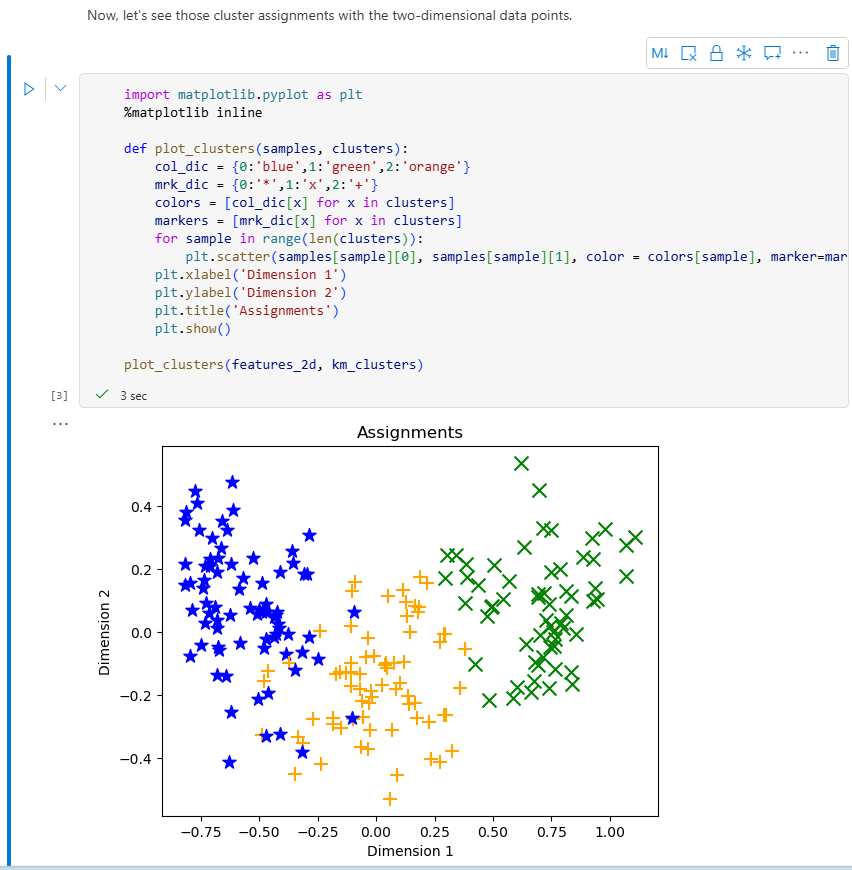 Now, let's see those cluster assignments with the two-dimensional data points.
M↓
import matplotlib.pyplot as plt
%matplotlib inline
def plot_clusters(samples, clusters):
    col_dic = {0:'blue',1:'green',2:'orange'}
    mrk_dic = {0:'*',1:'x',2:'+'}
    colors = [col_dic[x] for x in clusters]
    markers = [mrk_dic[x] for x in clusters]
    for sample in range(len(clusters)):
        plt.scatter(samples[sample][0], samples[sample][1], color = colors[sample], marker=mar
    plt.xlabel('Dimension 1')
    plt.ylabel('Dimension 2')
    plt.title('Assignments')
    plt.show()
plot_clusters(features_2d, km_clusters)
[3] 3 sec
Assignments
0.4
0.2
0.0
−0.2
−0.4
Dimension 2
−0.75 −0.50 −0.25 0.00 0.25 0.50 0.75 1.00
Dimension 1